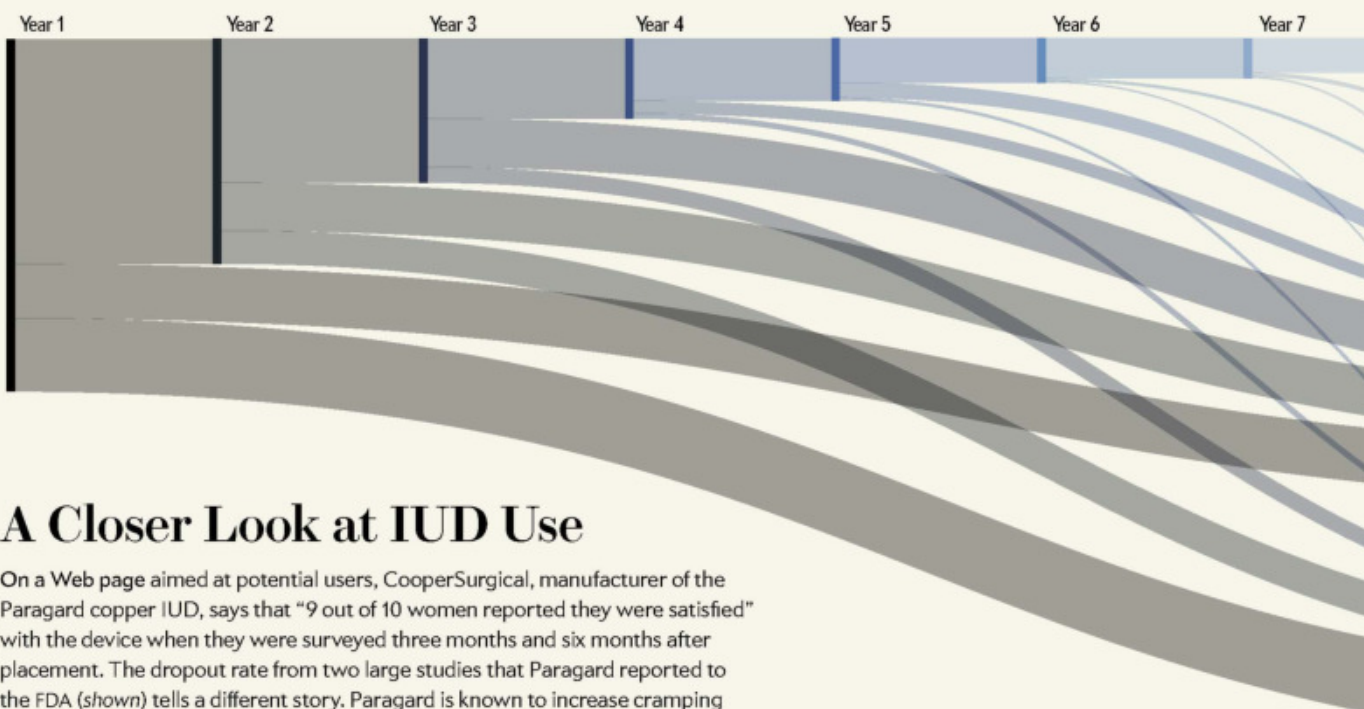 Year 1 Year 2 Year 3 Year 4 Year 5 Year 6 Year 7
A Closer Look at IUD Use
On a Web page aimed at potential users, CooperSurgical, manufacturer of the
Paragard copper IUD, says that “9 out of 10 women reported they were satisfied”
with the device when they were surveyed three months and six months after
placement. The dropout rate from two large studies that Paragard reported to
the FDA (shown) tells a different story. Paragard is known to increase cramping